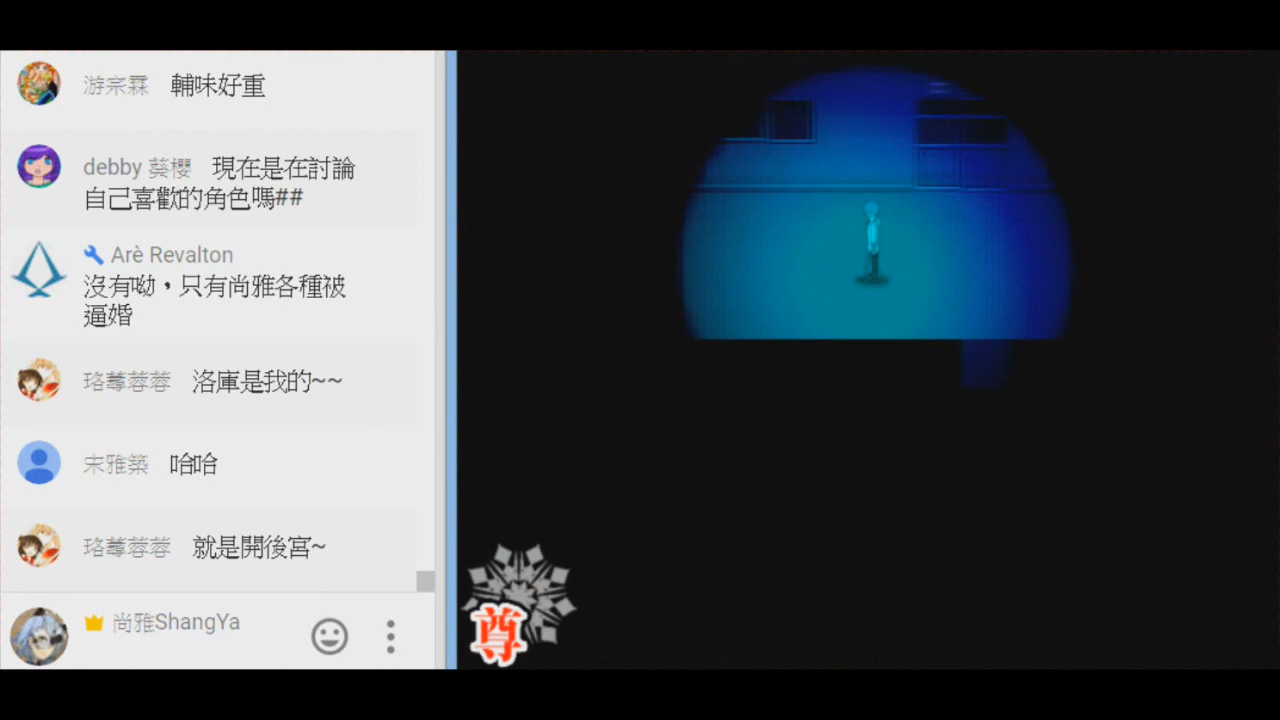 游宗霖 輔味好重
debby 葵櫻 現在是在討論
自己喜歡的角色嗎##
Arè Revalton
沒有呦，只有尚雅各種被
逼婚
珞蕁蓉蓉 洛庫是我的~~
宋雅築 哈哈
珞蕁蓉蓉 就是開後宮~
尚雅ShangYa
尊